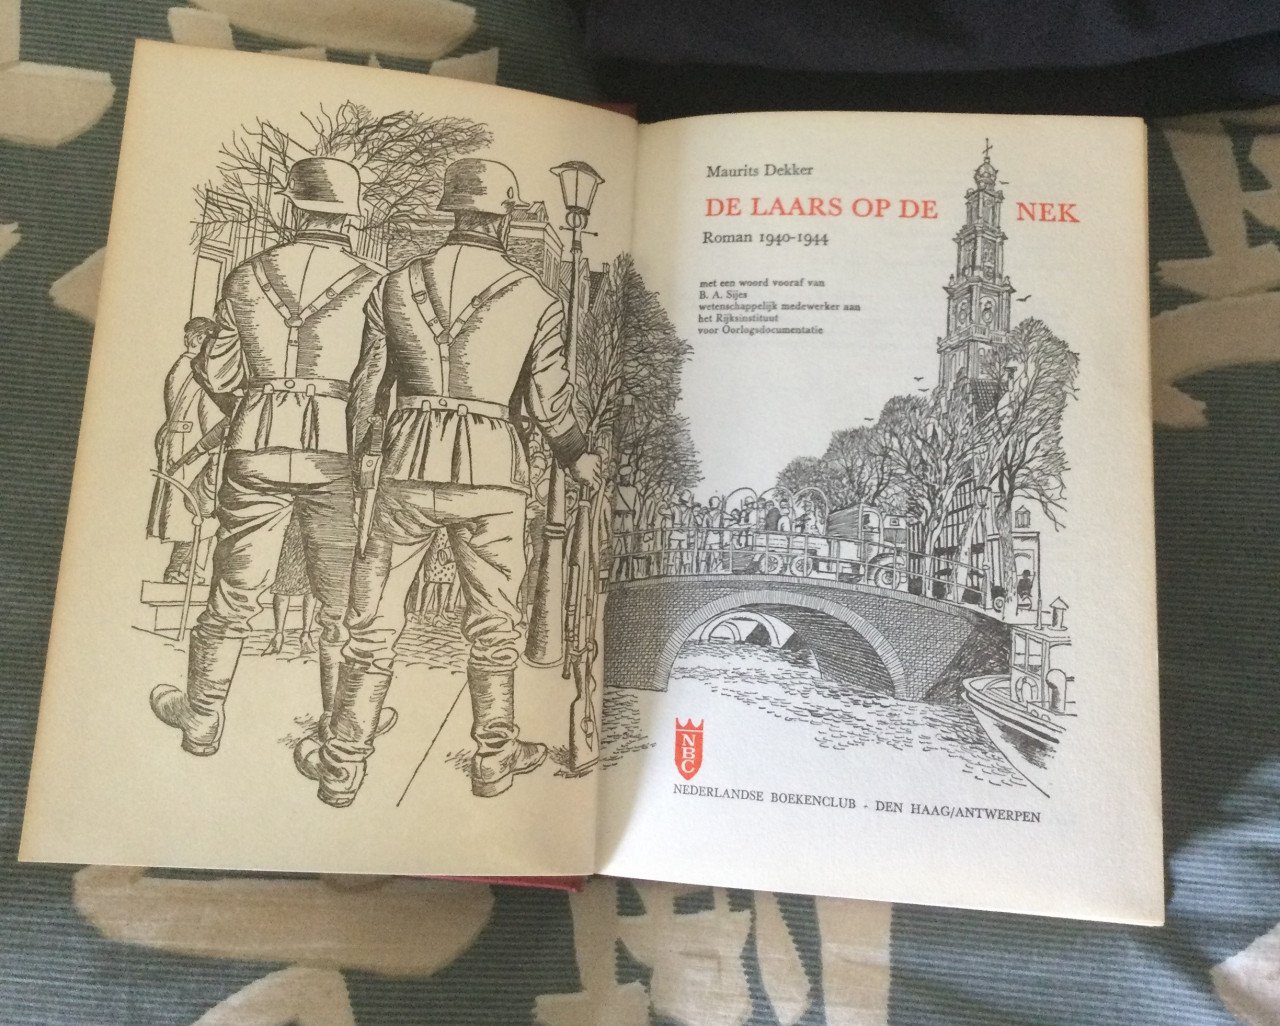 Maurits Dekker
DE LAARS OP DE NEK
Roman 1940-1944
met een woord vooraf van
B. A. Sijes
wetenschappelijk medewerker aan
het Rijksinstituut
voor Oorlogsdocumentatie
N
B
C
NEDERLANDSE BOEKENCLUB - DEN HAAG/ANTWERPEN